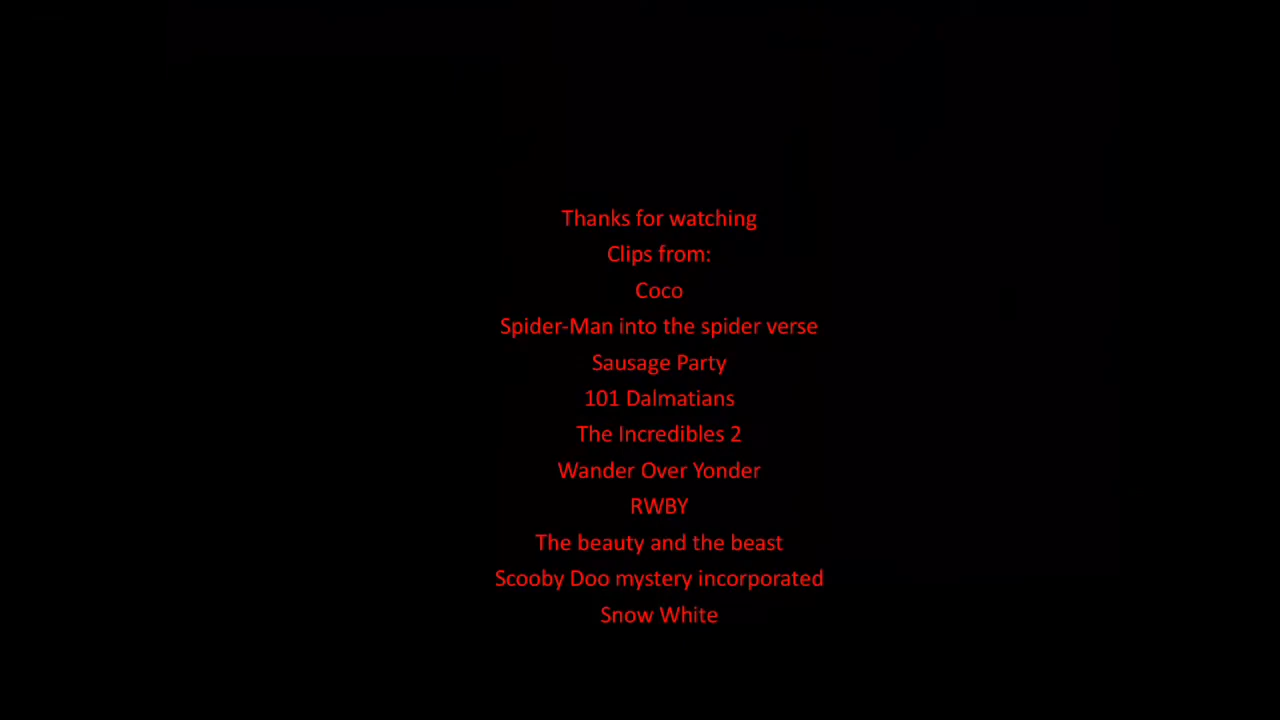 Thanks for watching
Clips from:
Coco
Spider-Man into the spider verse
Sausage Party
101 Dalmatians
The Incredibles 2
Wander Over Yonder
RWBY
The beauty and the beast
Scooby Doo mystery incorporated
Snow White